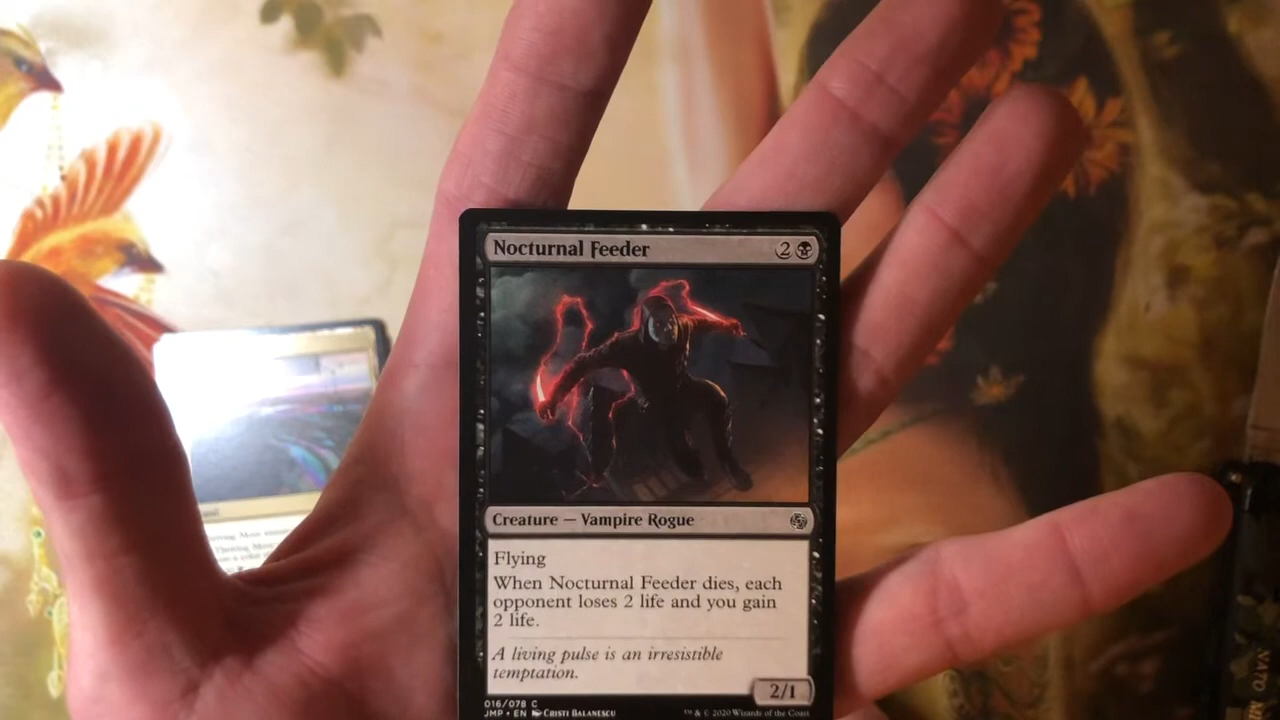 Nocturnal Feeder 2
Creature — Vampire Rogue
Flying
When Nocturnal Feeder dies, each
opponent loses 2 life and you gain
2 life.
A living pulse is an irresistible
temptation.
2/1
016/078 C
JMP • EN Cristi Balanescu ™ & © 2020 Wizards of the Coast
NATO